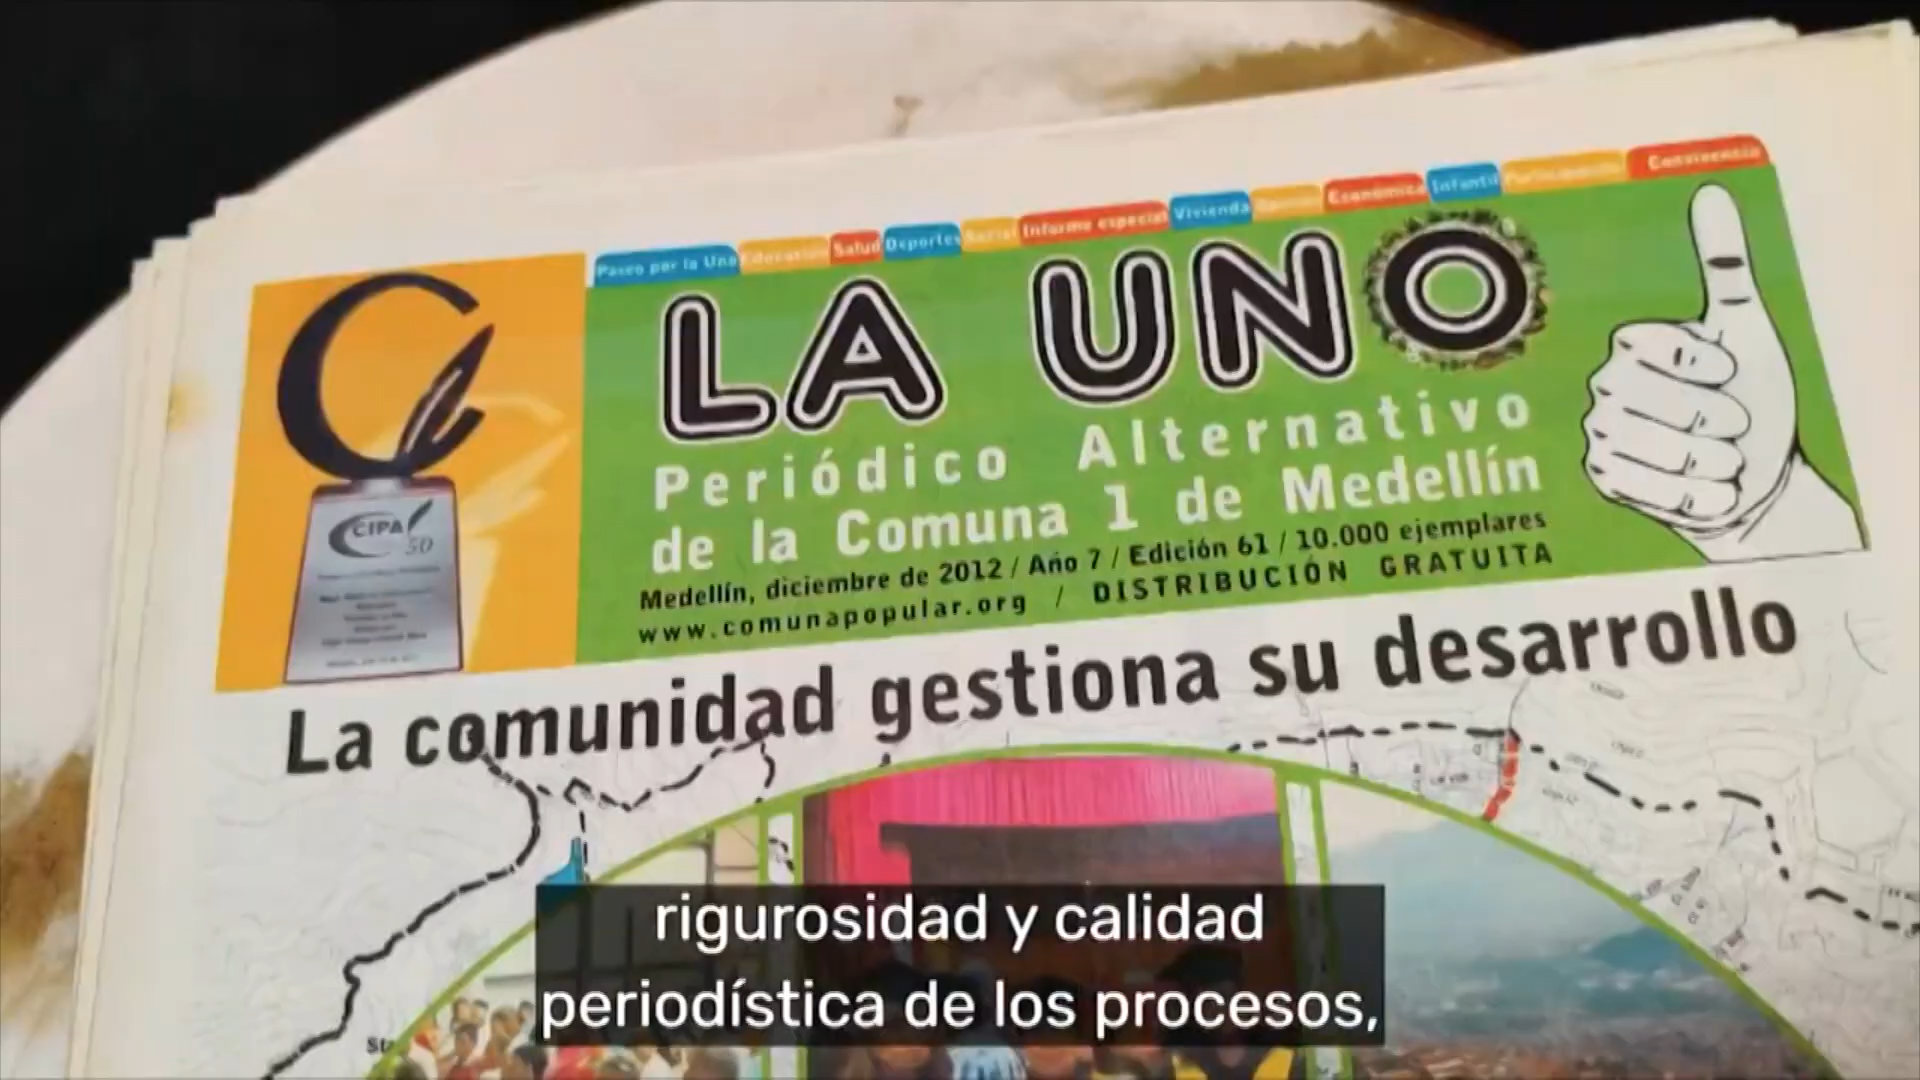 Paseo por la Uno Educación Salud Deportes Social Informe especial Vivienda Opinión Económica Infantil Participación Convivencia
LA UNO
Periódico Alternativo
de la Comuna 1 de Medellín
Medellín, diciembre de 2012 / Año 7 / Edición 61 / 10.000 ejemplares
www.comunapopular.org / DISTRIBUCIÓN GRATUITA
CIPA
50
La comunidad gestiona su desarrollo
rigurosidad y calidad
periodística de los procesos,